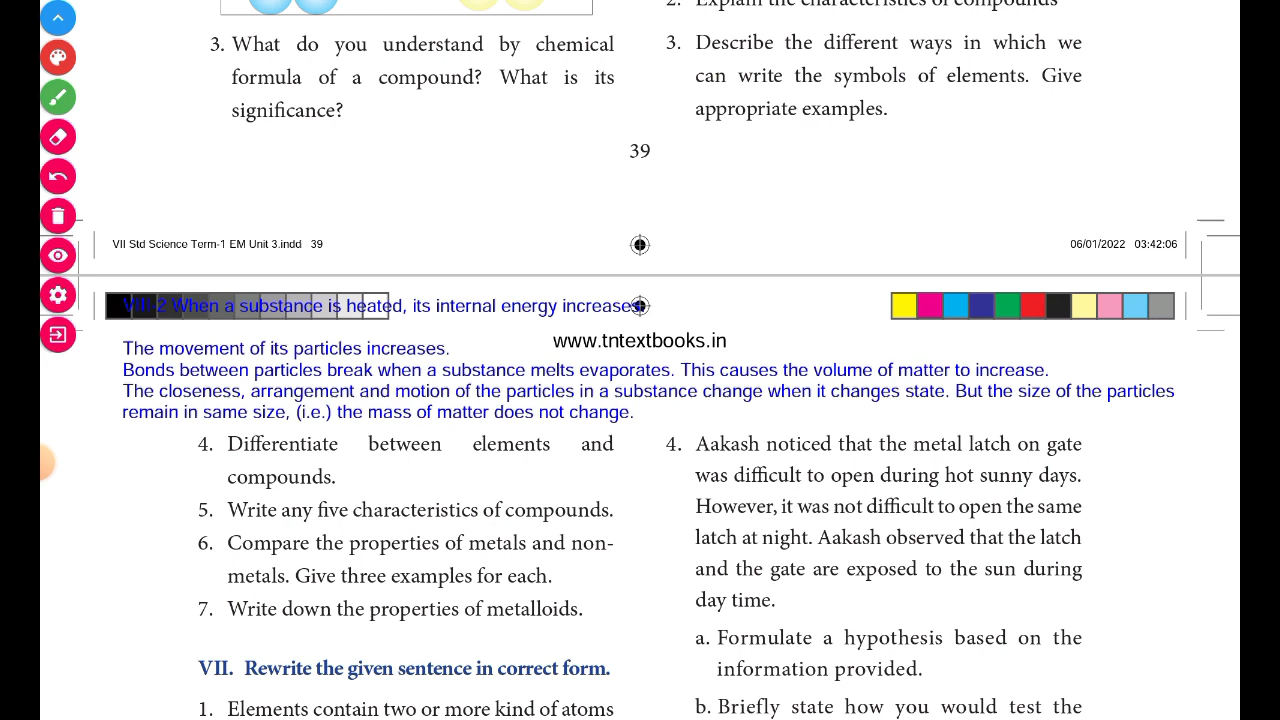 3. What do you understand by chemical
formula of a compound? What is its
significance?
2. Explain the characteristics of compounds
3. Describe the different ways in which we
can write the symbols of elements. Give
appropriate examples.
39
VII Std Science Term-1 EM Unit 3.indd 39
06/01/2022 03:42:06
VIII-2 When a substance is heated, its internal energy increases.
www.tntextbooks.in
The movement of its particles increases.
Bonds between particles break when a substance melts evaporates. This causes the volume of matter to increase.
The closeness, arrangement and motion of the particles in a substance change when it changes state. But the size of the particles
remain in same size, (i.e.) the mass of matter does not change.
4. Differentiate between elements and
compounds.
5. Write any five characteristics of compounds.
6. Compare the properties of metals and non-
metals. Give three examples for each.
7. Write down the properties of metalloids.
VII. Rewrite the given sentence in correct form.
1. Elements contain two or more kind of atoms
4. Aakash noticed that the metal latch on gate
was difficult to open during hot sunny days.
However, it was not difficult to open the same
latch at night. Aakash observed that the latch
and the gate are exposed to the sun during
day time.
a. Formulate a hypothesis based on the
information provided.
b. Briefly state how you would test the